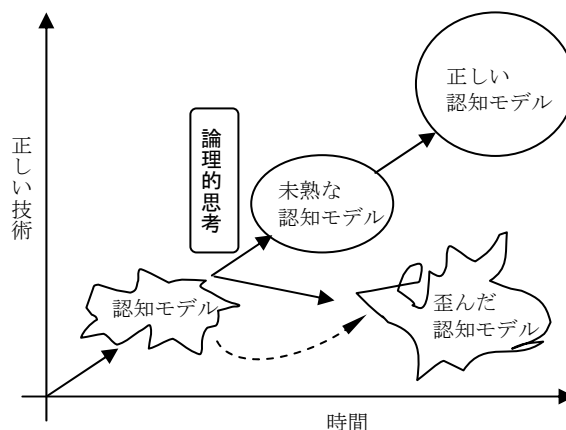 正しい
認知モデル
論理的思考
正しい技術
未熟な
認知モデル
認知モデル
歪んだ
認知モデル
時間